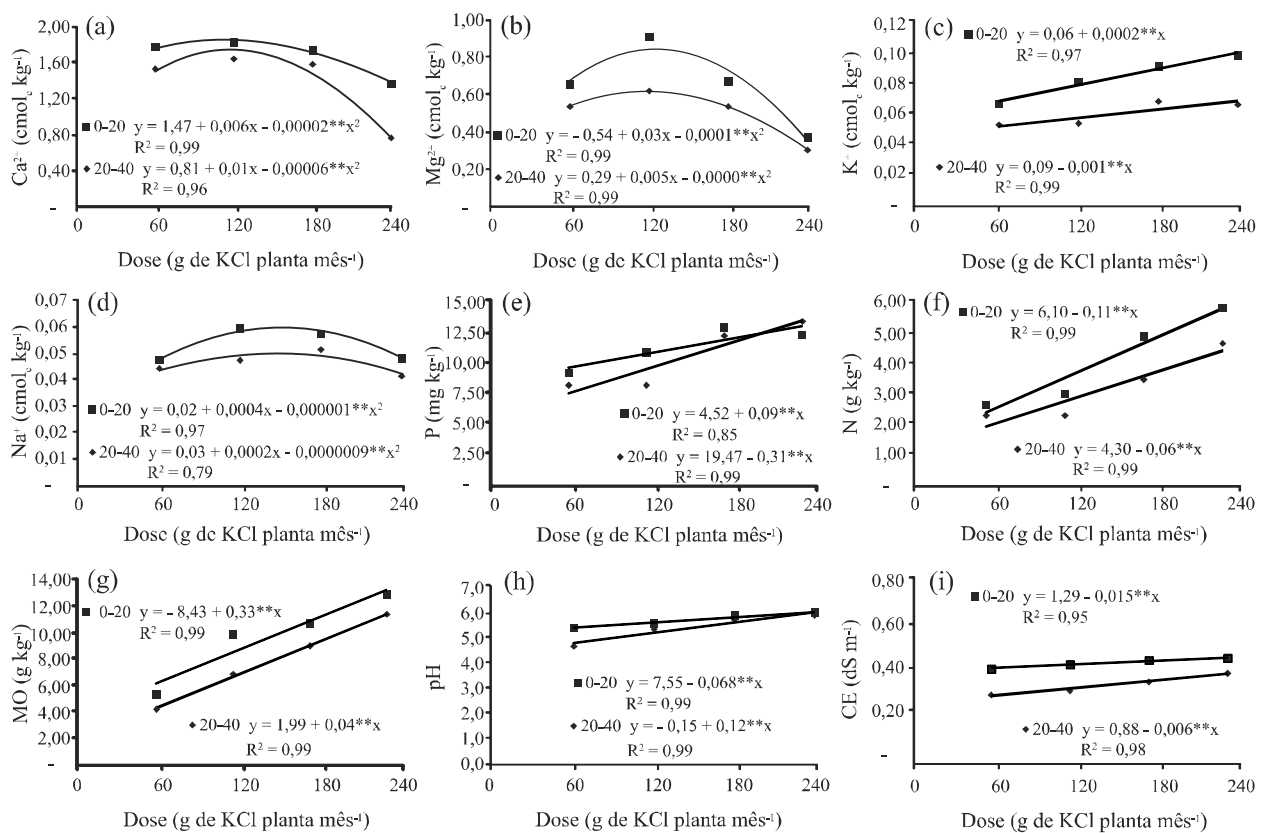 (a)
Ca²⁺ (cmolc kg⁻¹)
2,00
1,60
1,20
0,80
0,40
-
■ 0-20 y = 1,47 + 0,006x – 0,00002**x²
R² = 0,99
◆ 20-40 y = 0,81 + 0,01x – 0,00006**x²
R² = 0,96
0 60 120 180 240
Dose (g de KCl planta mês⁻¹)
(b)
Mg²⁺ (cmolc kg⁻¹)
1,00
0,80
0,60
0,40
0,20
-
■ 0-20 y = – 0,54 + 0,03x – 0,0001**x²
R² = 0,99
◆ 20-40 y = 0,29 + 0,005x – 0,0000**x²
R² = 0,99
0 60 120 180 240
Dose (g de KCl planta mês⁻¹)
(c)
K⁺ (cmolc kg⁻¹)
0,12
0,10
0,08
0,06
0,04
0,02
-
■ 0-20 y = 0,06 + 0,0002**x
R² = 0,97
◆ 20-40 y = 0,09 – 0,001**x
R² = 0,99
0 60 120 180 240
Dose (g de KCl planta mês⁻¹)
(d)
Na⁺ (cmolc kg⁻¹)
0,07
0,06
0,05
0,04
0,03
0,02
0,01
-
■ 0-20 y = 0,02 + 0,0004x – 0,000001**x²
R² = 0,97
◆ 20-40 y = 0,03 + 0,0002x – 0,0000009**x²
R² = 0,79
0 60 120 180 240
Dose (g de KCl planta mês⁻¹)
(e)
P (mg kg⁻¹)
15,00
12,50
10,00
7,50
5,00
2,50
-
■ 0-20 y = 4,52 + 0,09**x
R² = 0,85
◆ 20-40 y = 19,47 – 0,31**x
R² = 0,99
0 60 120 180 240
Dose (g de KCl planta mês⁻¹)
(f)
N (g kg⁻¹)
6,00
5,00
4,00
3,00
2,00
1,00
-
■ 0-20 y = 6,10 – 0,11**x
R² = 0,99
◆ 20-40 y = 4,30 – 0,06**x
R² = 0,99
0 60 120 180 240
Dose (g de KCl planta mês⁻¹)
(g)
MO (g kg⁻¹)
14,00
12,00
10,00
8,00
6,00
4,00
2,00
-
■ 0-20 y = – 8,43 + 0,33**x
R² = 0,99
◆ 20-40 y = 1,99 + 0,04**x
R² = 0,99
0 60 120 180 240
Dose (g de KCl planta mês⁻¹)
(h)
pH
7,0
6,0
5,0
4,0
3,0
2,0
1,0
0,0
■ 0-20 y = 7,55 – 0,068**x
R² = 0,99
◆ 20-40 y = – 0,15 + 0,12**x
R² = 0,99
0 60 120 180 240
Dose (g de KCl planta mês⁻¹)
(i)
CE (dS m⁻¹)
0,80
0,60
0,40
0,20
-
■ 0-20 y = 1,29 – 0,015**x
R² = 0,95
◆ 20-40 y = 0,88 – 0,006**x
R² = 0,98
0 60 120 180 240
Dose (g de KCl planta mês⁻¹)